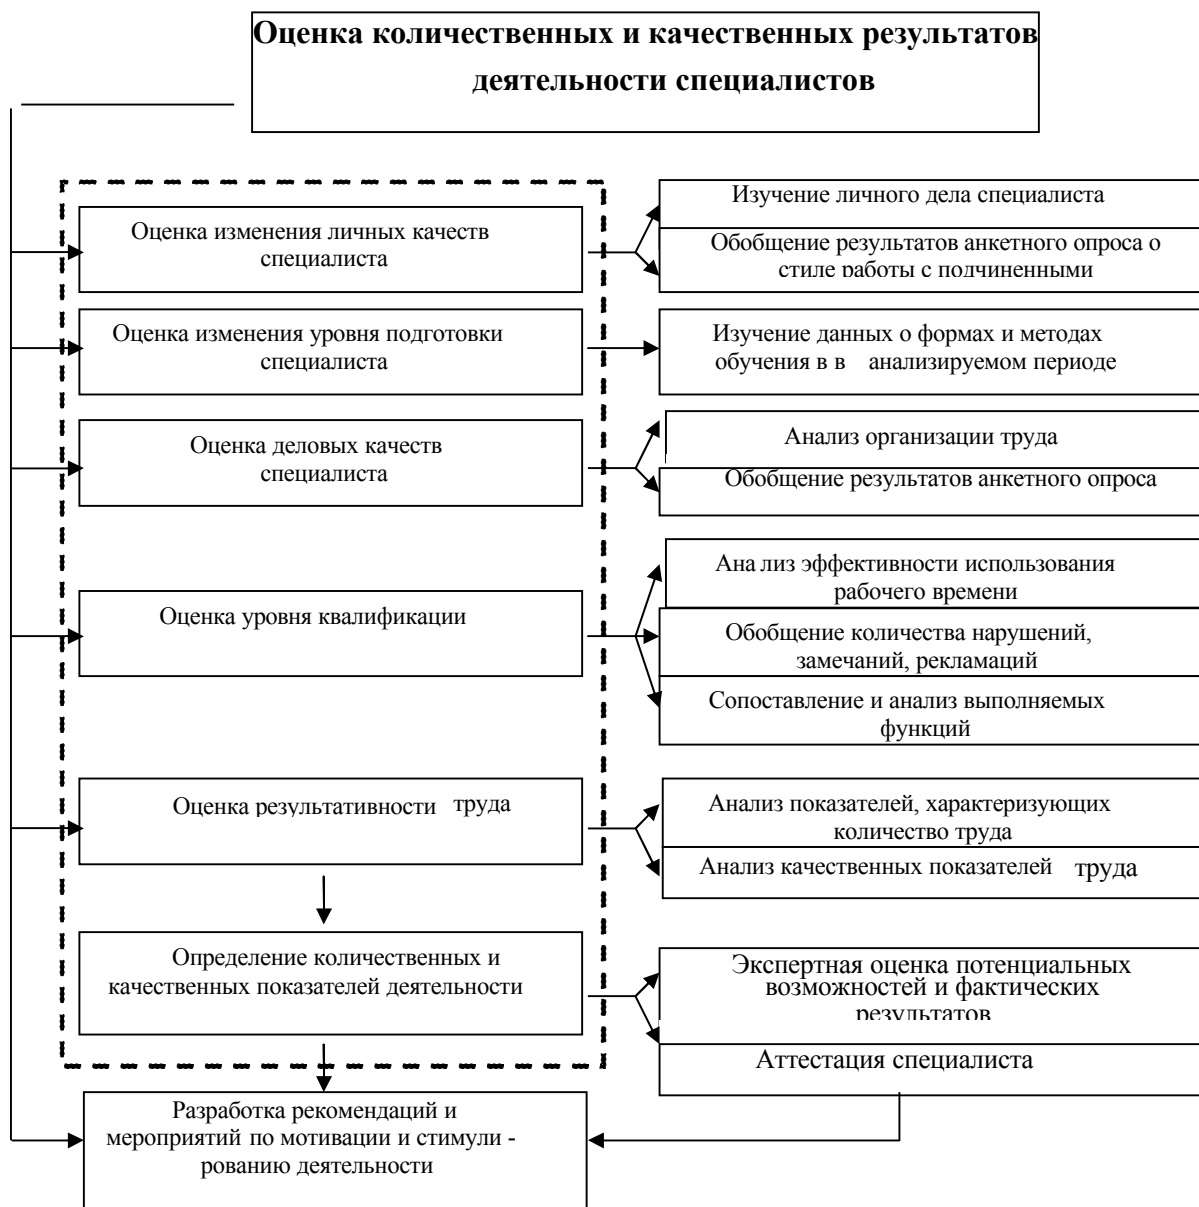 Оценка количественных и качественных результатов
деятельности специалистов
Оценка изменения личных качеств
специалиста
Изучение личного дела специалиста
Обобщение результатов анкетного опроса о
стиле работы с подчиненными
Оценка изменения уровня подготовки
специалиста
Изучение данных о формах и методах
обучения в в анализируемом периоде
Оценка деловых качеств
специалиста
Анализ организации труда
Обобщение результатов анкетного опроса
Оценка уровня квалификации
Ана лиз эффективности использования
рабочего времени
Обобщение количества нарушений,
замечаний, рекламаций
Сопоставление и анализ выполняемых
функций
Оценка результативности труда
Анализ показателей, характеризующих
количество труда
Анализ качественных показателей труда
Определение количественных и
качественных показателей деятельности
Экспертная оценка потенциальных
возможностей и фактических
результатов
Аттестация специалиста
Разработка рекомендаций и
мероприятий по мотивации и стимули -
рованию деятельности